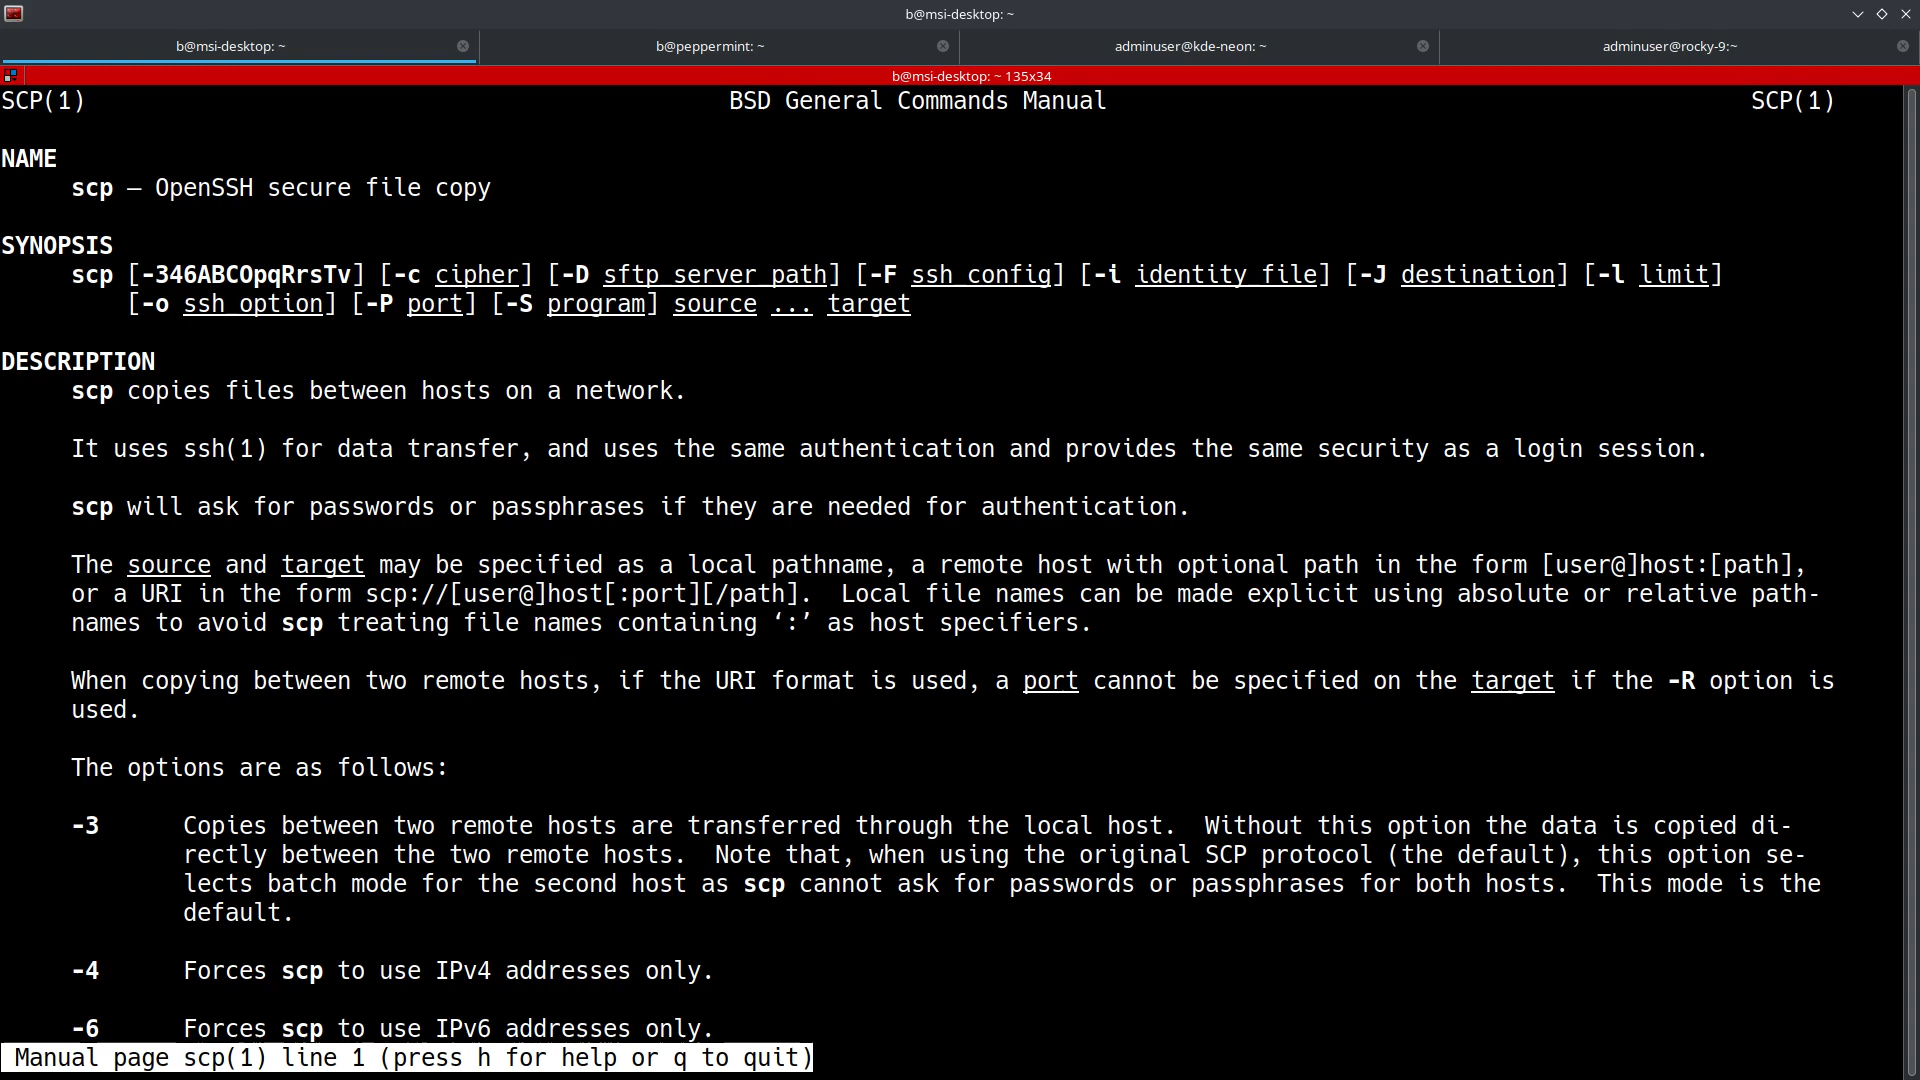 b@msi-desktop: ~
b@msi-desktop: ~ b@peppermint: ~ adminuser@kde-neon: ~ adminuser@rocky-9:~
b@msi-desktop: ~ 135x34
SCP(1) BSD General Commands Manual SCP(1)
NAME
scp — OpenSSH secure file copy
SYNOPSIS
scp [-346ABCOpqRrsTv] [-c cipher] [-D sftp_server_path] [-F ssh_config] [-i identity_file] [-J destination] [-l limit]
[-o ssh_option] [-P port] [-S program] source ... target
DESCRIPTION
scp copies files between hosts on a network.
It uses ssh(1) for data transfer, and uses the same authentication and provides the same security as a login session.
scp will ask for passwords or passphrases if they are needed for authentication.
The source and target may be specified as a local pathname, a remote host with optional path in the form [user@]host:[path],
or a URI in the form scp://[user@]host[:port][/path].  Local file names can be made explicit using absolute or relative path-
names to avoid scp treating file names containing ‘:’ as host specifiers.
When copying between two remote hosts, if the URI format is used, a port cannot be specified on the target if the -R option is
used.
The options are as follows:
-3 Copies between two remote hosts are transferred through the local host.  Without this option the data is copied di-
rectly between the two remote hosts.  Note that, when using the original SCP protocol (the default), this option se-
lects batch mode for the second host as scp cannot ask for passwords or passphrases for both hosts.  This mode is the
default.
-4 Forces scp to use IPv4 addresses only.
-6 Forces scp to use IPv6 addresses only.
Manual page scp(1) line 1 (press h for help or q to quit)